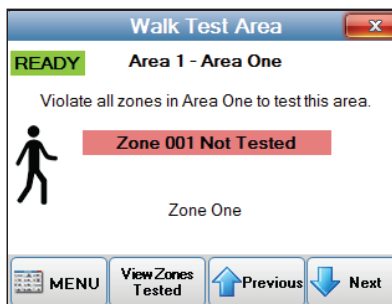 Walk Test Area
READY
Area 1 - Area One
Violate all zones in Area One to test this area.
Zone 001 Not Tested
Zone One
MENU
View Zones
Tested
Previous
Next